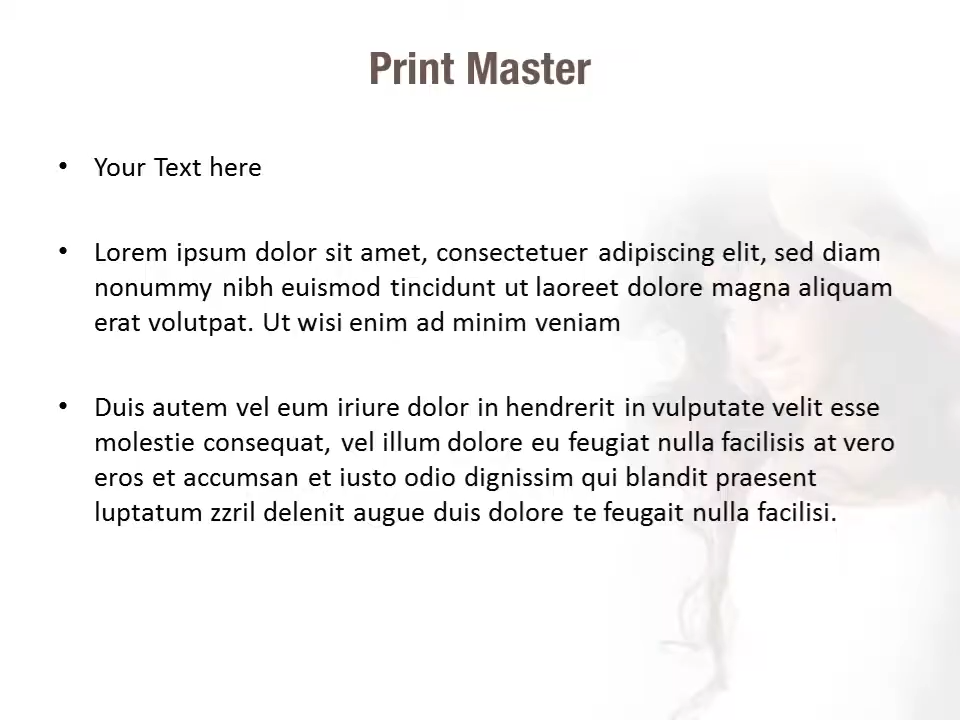 Print Master
• Your Text here
• Lorem ipsum dolor sit amet, consectetuer adipiscing elit, sed diam
nonummy nibh euismod tincidunt ut laoreet dolore magna aliquam
erat volutpat. Ut wisi enim ad minim veniam
• Duis autem vel eum iriure dolor in hendrerit in vulputate velit esse
molestie consequat, vel illum dolore eu feugiat nulla facilisis at vero
eros et accumsan et iusto odio dignissim qui blandit praesent
luptatum zzril delenit augue duis dolore te feugait nulla facilisi.